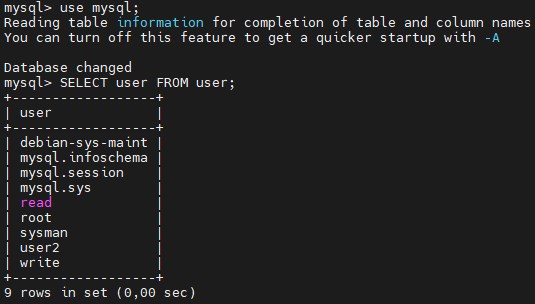 mysql> use mysql;
Reading table information for completion of table and column names
You can turn off this feature to get a quicker startup with -A

Database changed
mysql> SELECT user FROM user;
+------------------+
| user             |
+------------------+
| debian-sys-maint |
| mysql.infoschema |
| mysql.session    |
| mysql.sys        |
| read             |
| root             |
| sysman           |
| user2            |
| write            |
+------------------+
9 rows in set (0,00 sec)